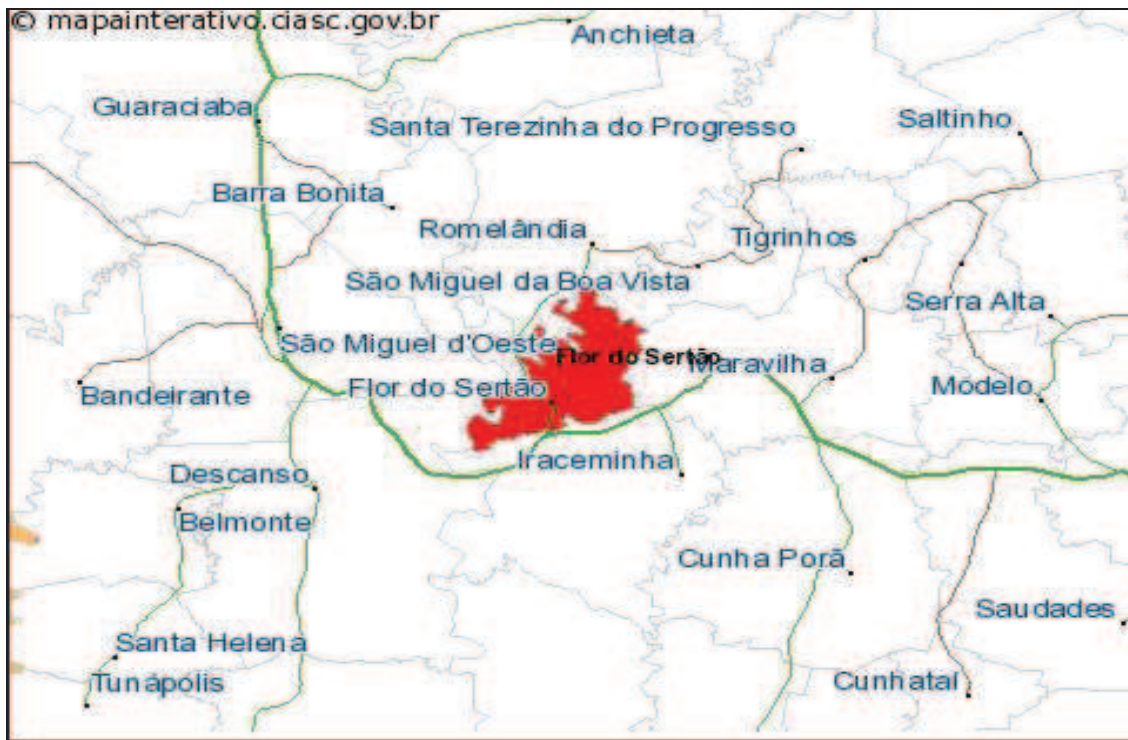 © mapainterativo.ciasc.gov.br
Anchieta
Guaraciaba
Santa Terezinha do Progresso
Saltinho
Barra Bonita
Romelândia
Tigrinhos
São Miguel da Boa Vista
Serra Alta
São Miguel d'Oeste
Flor do Sertão
Maravilha
Bandeirante
Flor do Sertão
Modelo
Descanso
Iraceminha
Belmonte
Cunha Porã
Saudades
Santa Helena
Tunápolis
Cunhataí